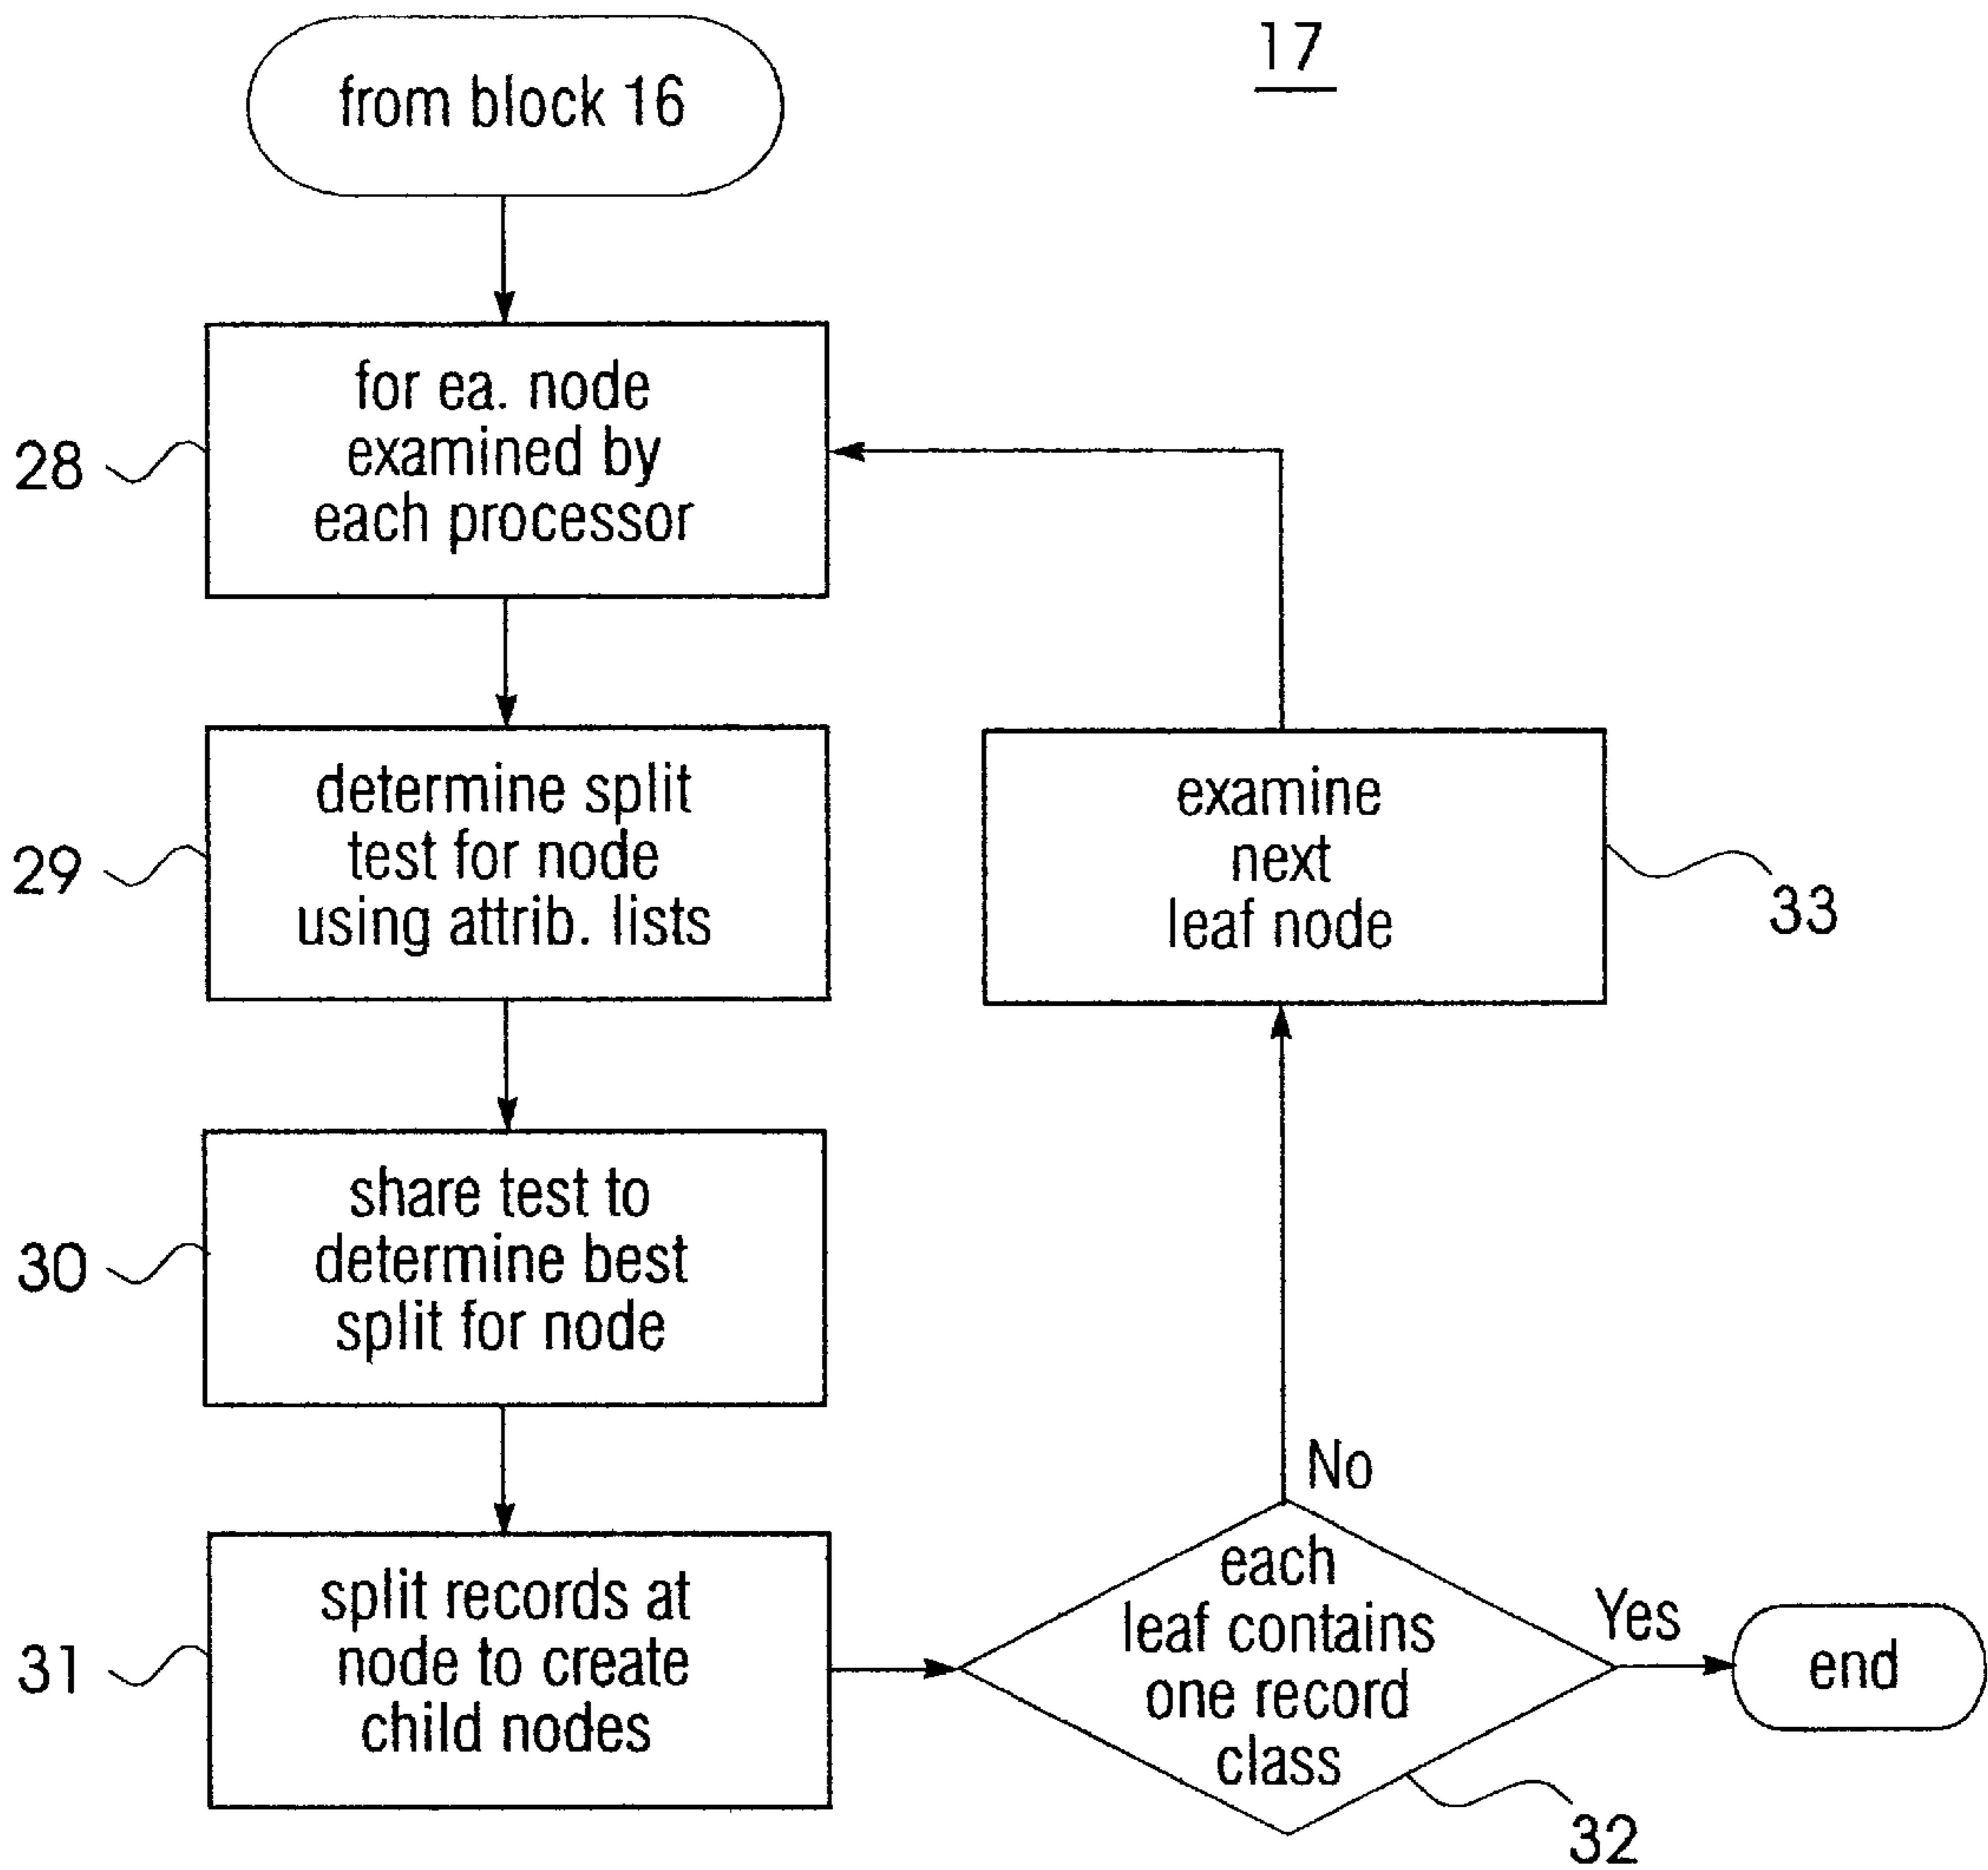 17
from block 16
28
for ea. node
examined by
each processor
29
determine split
test for node
using attrib. lists
examine
next
leaf node
33
30
share test to
determine best
split for node
No
31
split records at
node to create
child nodes
each
leaf contains
one record
class
Yes
end
32